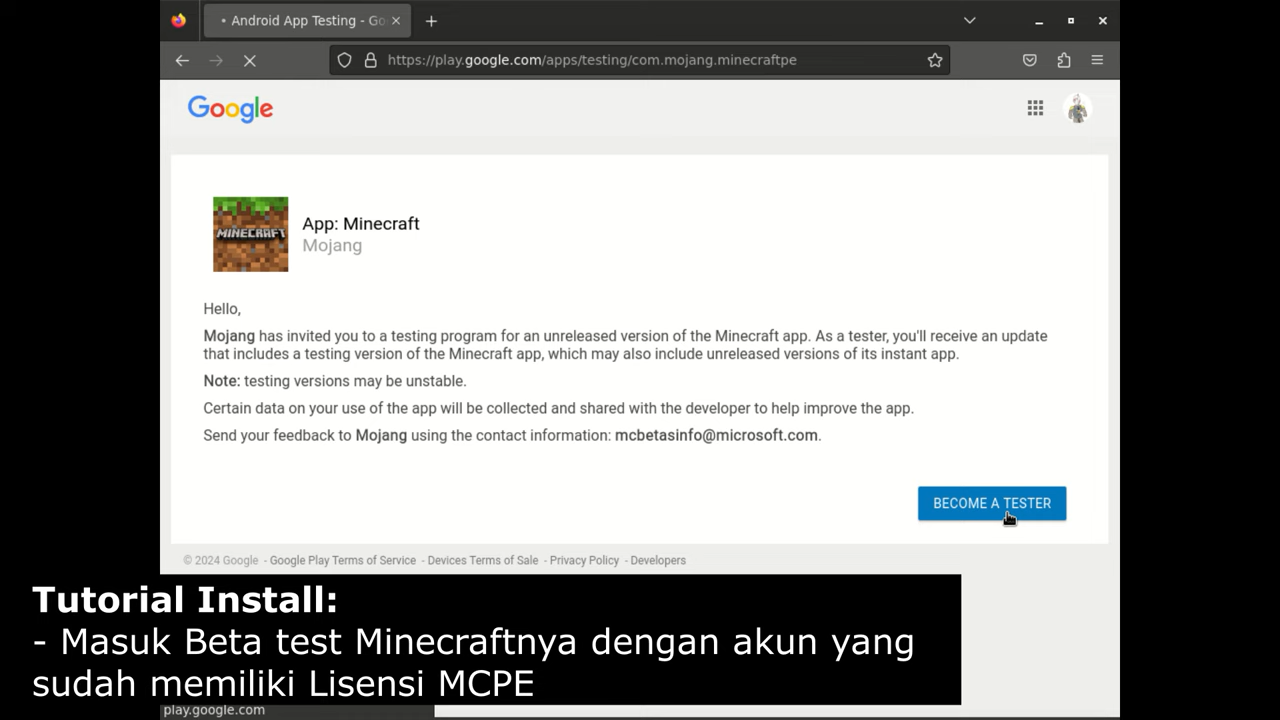 Android App Testing - Go
https://play.google.com/apps/testing/com.mojang.minecraftpe
Google
MINECRAFT
App: Minecraft
Mojang
Hello,
Mojang has invited you to a testing program for an unreleased version of the Minecraft app. As a tester, you'll receive an update
that includes a testing version of the Minecraft app, which may also include unreleased versions of its instant app.
Note: testing versions may be unstable.
Certain data on your use of the app will be collected and shared with the developer to help improve the app.
Send your feedback to Mojang using the contact information: mcbetasinfo@microsoft.com.
BECOME A TESTER
© 2024 Google - Google Play Terms of Service - Devices Terms of Sale - Privacy Policy - Developers
Tutorial Install:
- Masuk Beta test Minecraftnya dengan akun yang
sudah memiliki Lisensi MCPE
play.google.com